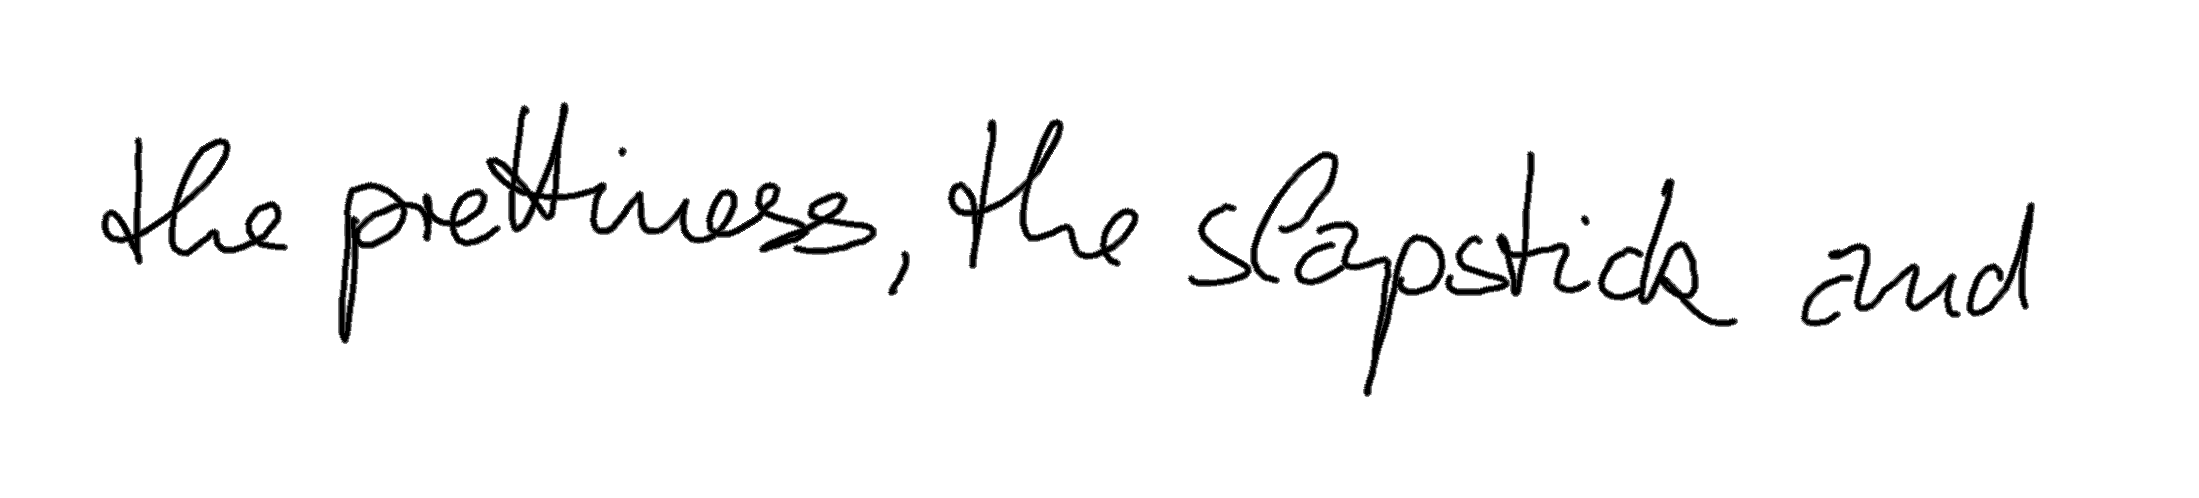 the prettiness, the slapstick and